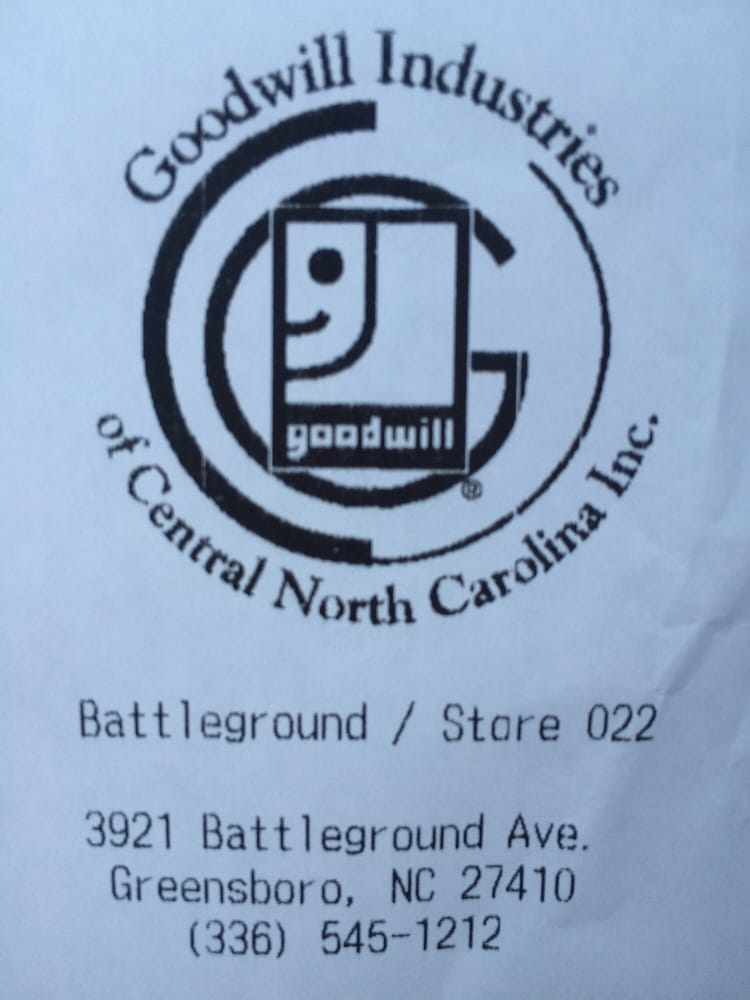 Goodwill Industries
goodwill
®
of Central North Carolina Inc.
Battleground / Store 022
3921 Battleground Ave.
Greensboro, NC 27410
(336) 545-1212